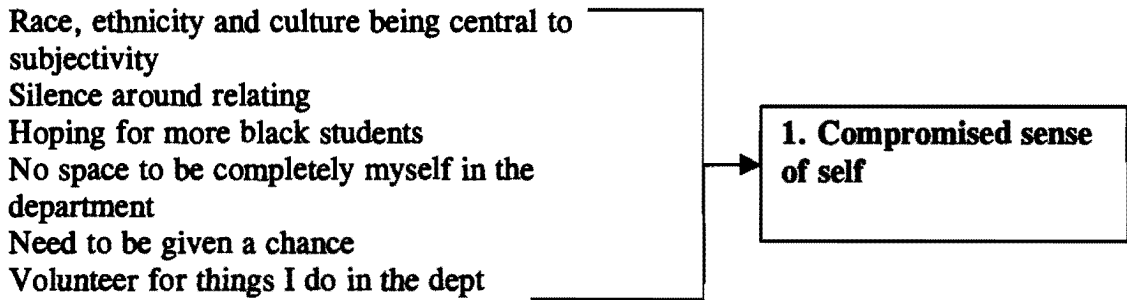 Race, ethnicity and culture being central to
subjectivity
Silence around relating
Hoping for more black students
No space to be completely myself in the
department
Need to be given a chance
Volunteer for things I do in the dept
1. Compromised sense
of self